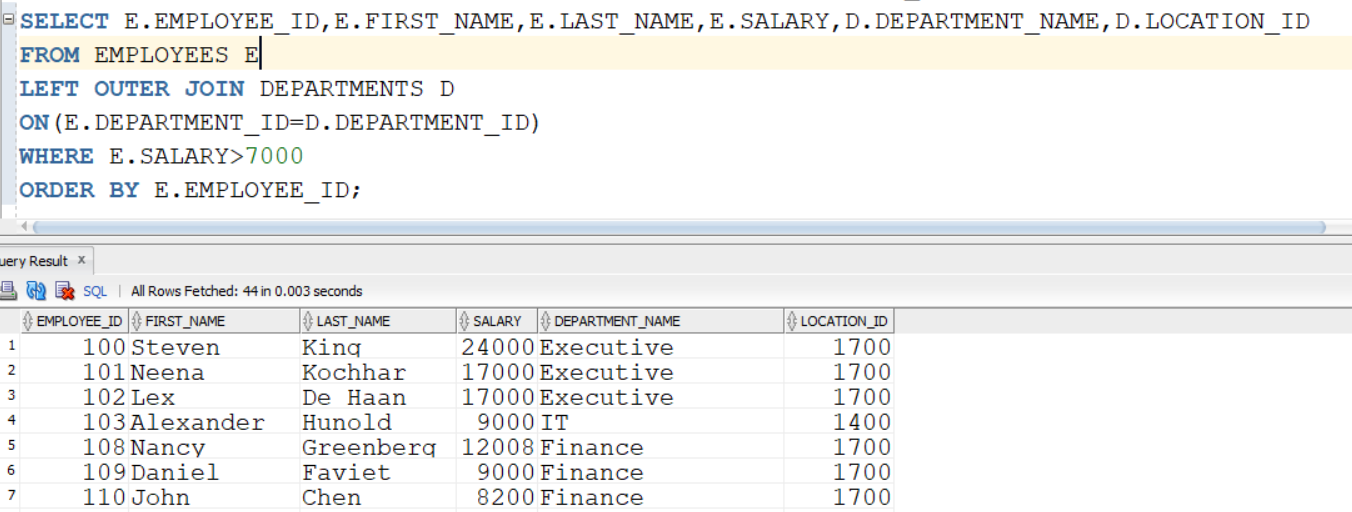 SELECT E.EMPLOYEE_ID,E.FIRST_NAME,E.LAST_NAME,E.SALARY,D.DEPARTMENT_NAME,D.LOCATION_ID
FROM EMPLOYEES E
LEFT OUTER JOIN DEPARTMENTS D
ON(E.DEPARTMENT_ID=D.DEPARTMENT_ID)
WHERE E.SALARY>7000
ORDER BY E.EMPLOYEE_ID;
uery Result x
SQL | All Rows Fetched: 44 in 0.003 seconds
EMPLOYEE_ID FIRST_NAME LAST_NAME SALARY DEPARTMENT_NAME LOCATION_ID
1 100 Steven King 24000 Executive 1700
2 101 Neena Kochhar 17000 Executive 1700
3 102 Lex De Haan 17000 Executive 1700
4 103 Alexander Hunold 9000 IT 1400
5 108 Nancy Greenberg 12008 Finance 1700
6 109 Daniel Faviet 9000 Finance 1700
7 110 John Chen 8200 Finance 1700